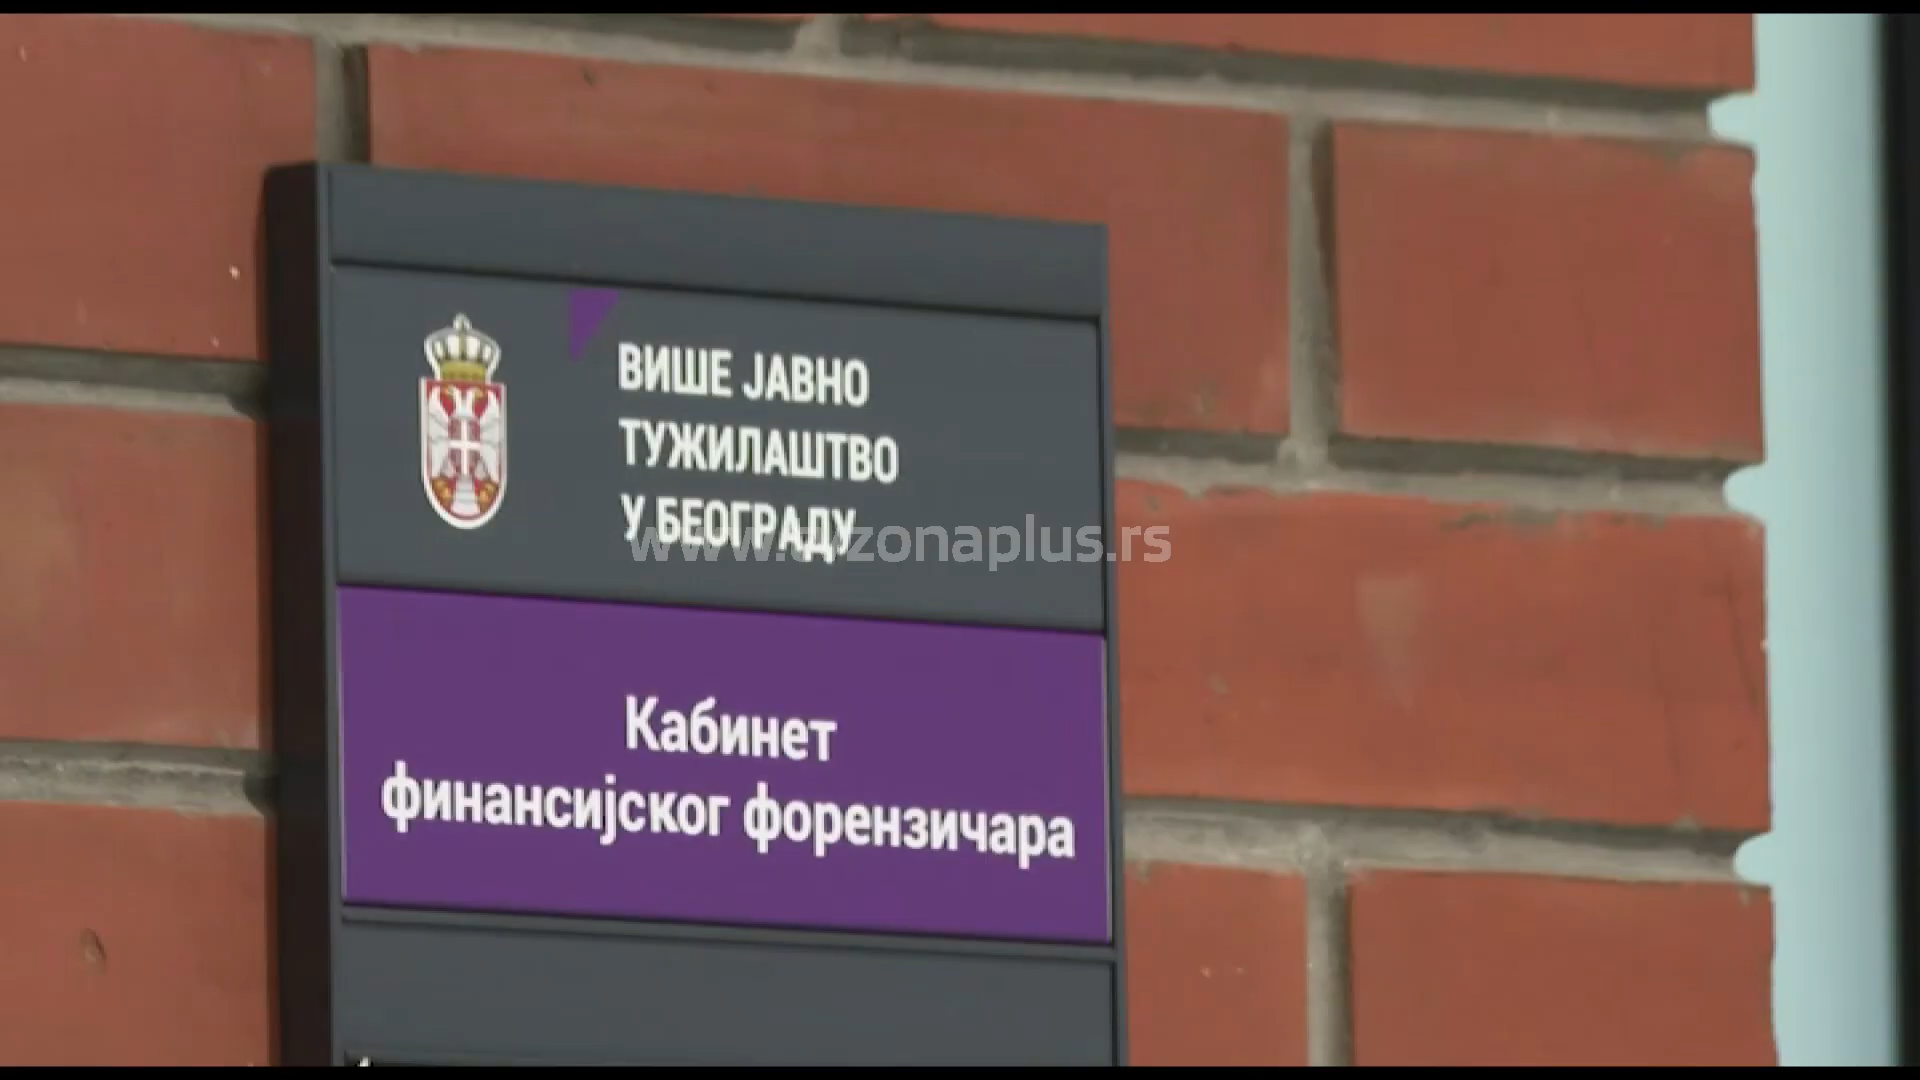 ВИШЕ ЈАВНО
ТУЖИЛАШТВО
У БЕОГРАДУ
Кабинет
финансијског форензичара